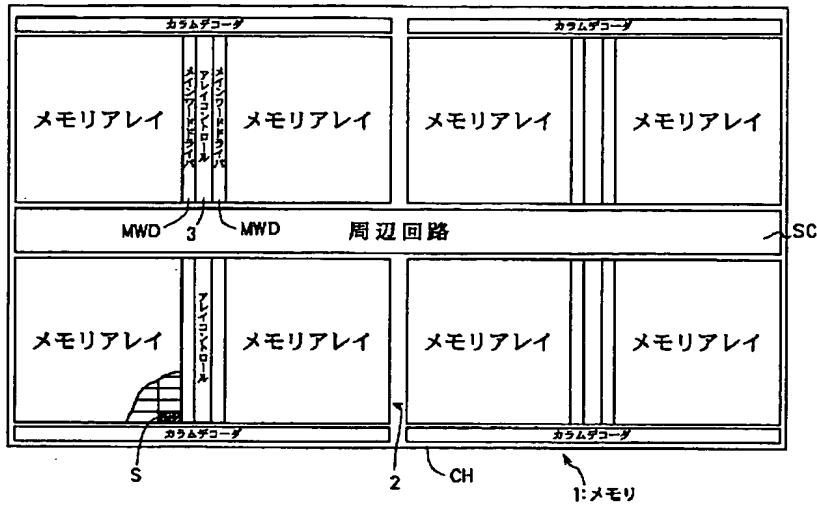 カラムデコーダ カラムデコーダ
メモリアレイ
メインワードドライバ
アレイコントロール
メインワードドライバ
メモリアレイ メモリアレイ メモリアレイ
MWD 3 MWD 周辺回路 SC
メモリアレイ
アレイコントロール
メモリアレイ メモリアレイ メモリアレイ
カラムデコーダ カラムデコーダ
S 2 CH 1:メモリ